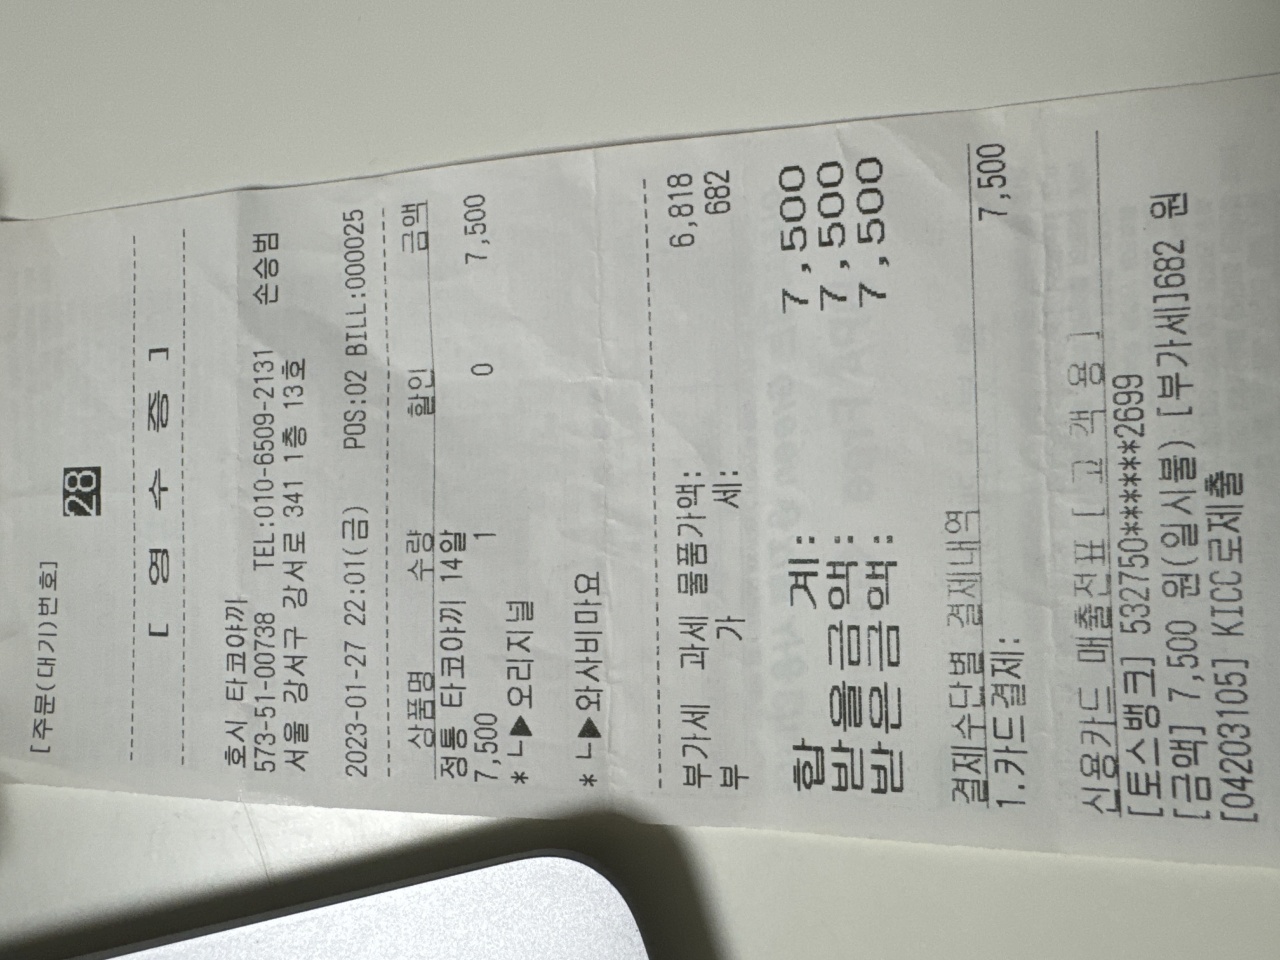 [주문(대기)번호]
28
[ 영 수 증 ]
호시 타코야끼
573-51-00738 TEL:010-6509-2131 손승범
서울 강서구 강서로 341 1층 13호
2023-01-27 22:01(금) POS:02 BILL:000025
상품명 수량 할인 금액
정통 타코야끼 14알
7,500 1 0 7,500
*ㄴ▶오리지널
*ㄴ▶와사비마요
부가세 과세 물품가액: 6,818
부 가 세: 682
합 계: 7,500
받을금액: 7,500
받은금액: 7,500
결제수단별 결제내역
1.카드결제: 7,500
신용카드 매출전표 [ 고 객 용 ]
[토스뱅크] 532750******2699
[금액] 7,500 원(일시불) [부가세]682 원
[04203105] KICC로제출